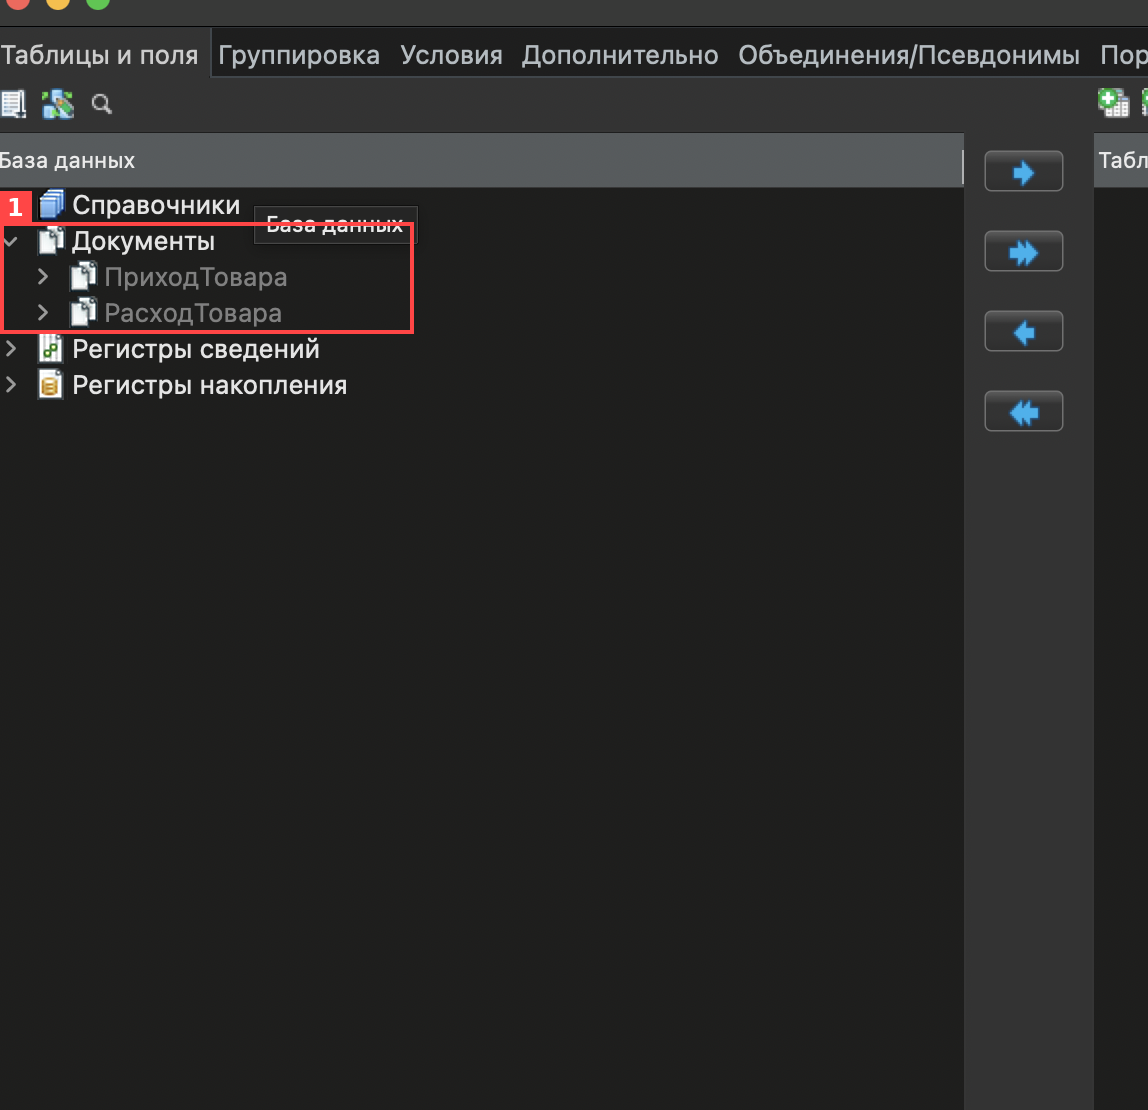 Таблицы и поля Группировка Условия Дополнительно Объединения/Псевдонимы Пор
База данных
Табл
1
Справочники
База данных
Документы
ПриходТовара
РасходТовара
Регистры сведений
Регистры накопления